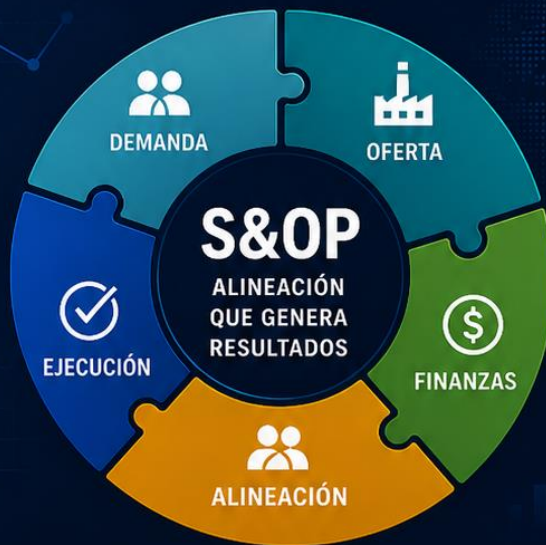 DEMANDA
OFERTA
S&OP
ALINEACIÓN
QUE GENERA
RESULTADOS
EJECUCIÓN
$
FINANZAS
ALINEACIÓN